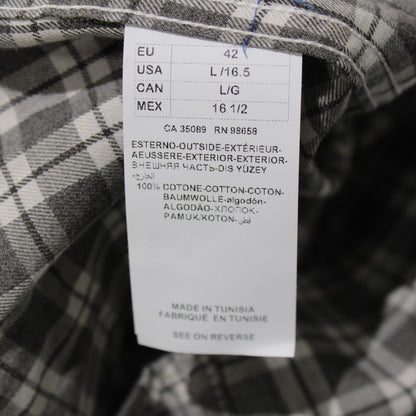 EU 42
USA L/16.5
CAN L/G
MEX 16 1/2
CA 35089 RN 98658
ESTERNO-OUTSIDE-EXTÉRIEUR-
AEUSSERE-EXTERIOR-EXTERIOR-
ВНЕШНЯЯ ЧАСТЬ-DIS YÜZEY
الخارج-
100% COTONE-COTTON-COTON-
BAUMWOLLE-algodón-
ALGODÃO-ХЛОПОК-
PAMUK/KOTON-قطن
MADE IN TUNISIA
FABRIQUÉ EN TUNISIE
SEE ON REVERSE